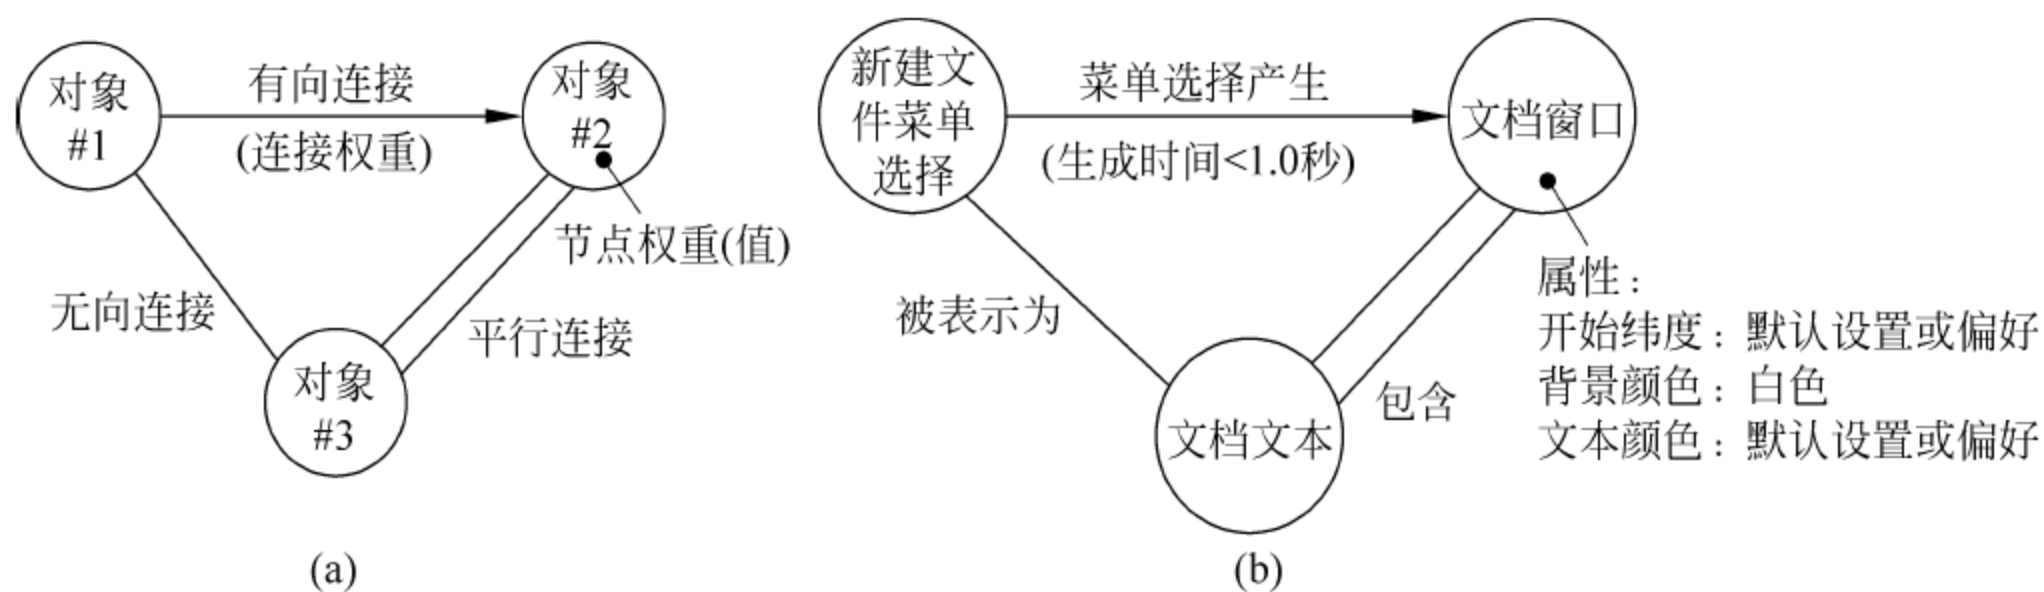 对象
#1
有向连接
(连接权重)
对象
#2
节点权重(值)
无向连接
平行连接
对象
#3
(a)
新建文
件菜单
选择
菜单选择产生
(生成时间<1.0秒)
文档窗口
被表示为
包含
文档文本
属性：
开始纬度：默认设置或偏好
背景颜色：白色
文本颜色：默认设置或偏好
(b)